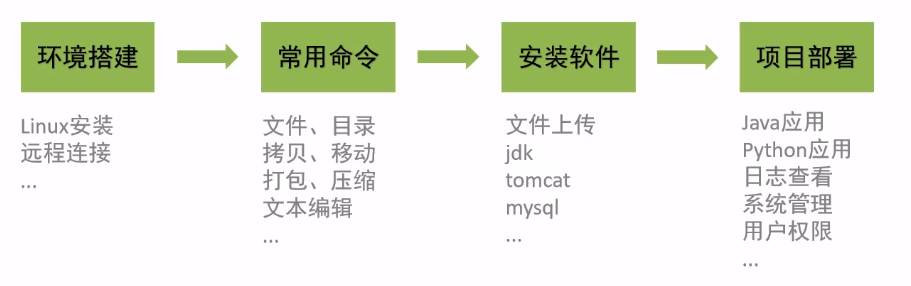 环境搭建
Linux安装
远程连接
...
常用命令
文件、目录
拷贝、移动
打包、压缩
文本编辑
...
安装软件
文件上传
jdk
tomcat
mysql
...
项目部署
Java应用
Python应用
日志查看
系统管理
用户权限
...